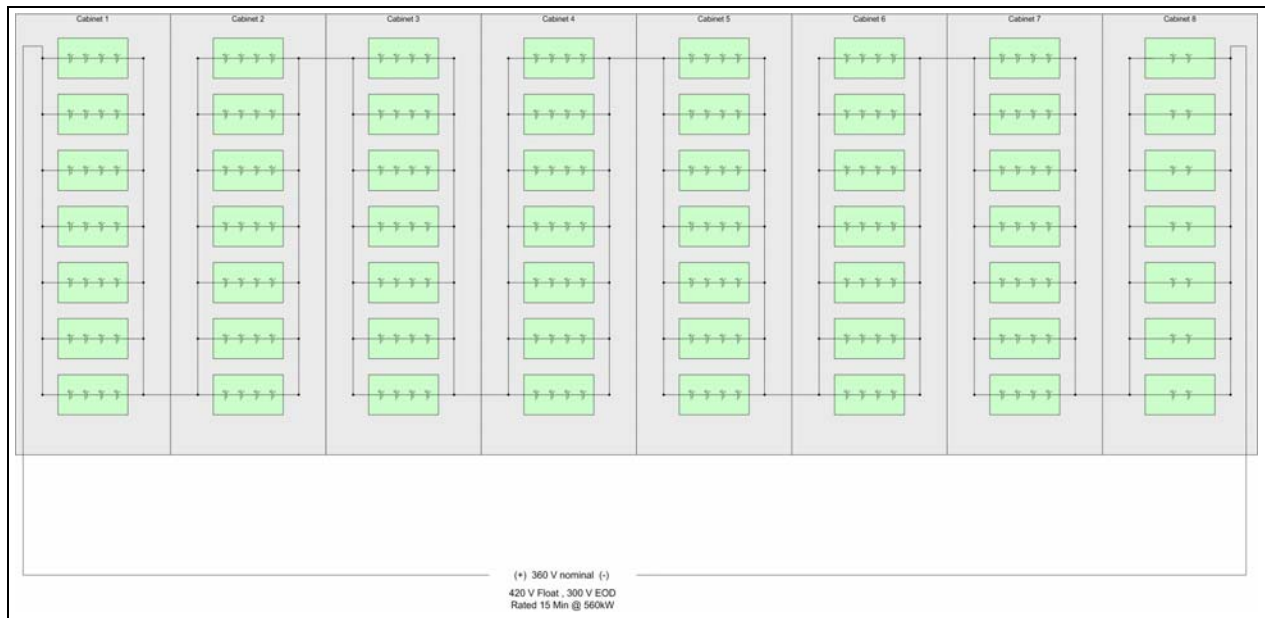 Cabinet 1
Cabinet 2
Cabinet 3
Cabinet 4
Cabinet 5
Cabinet 6
Cabinet 7
Cabinet 8
(+) 360 V nominal (-)
420 V Float , 300 V EOD
Rated 15 Min @ 560kW